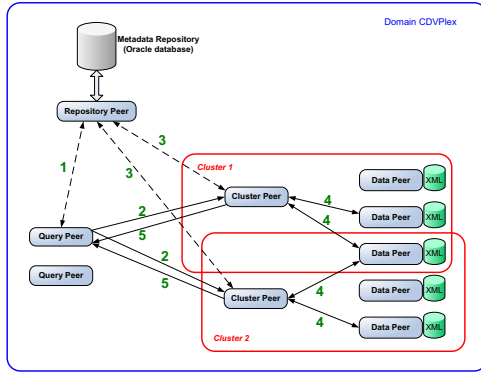 Domain CDVPlex
Metadata Repository
(Oracle database)
Repository Peer
3
1
3
Cluster 1
Data Peer XML
Cluster Peer
4
Data Peer XML
2
4
5
Query Peer
2
Data Peer XML
Query Peer
5
Cluster Peer
4
Data Peer XML
4
Data Peer XML
Cluster 2